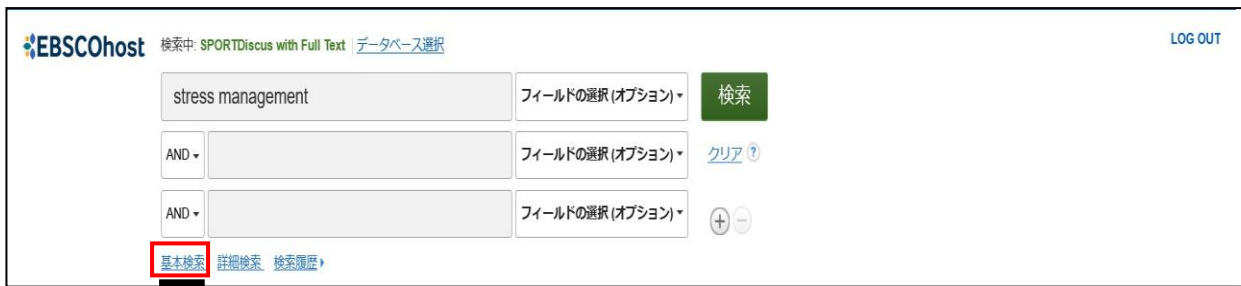 EBSCOhost 検索中: SPORTDiscus with Full Text データベース選択 LOG OUT
stress management フィールドの選択 (オプション) 検索
AND フィールドの選択 (オプション) クリア ?
AND フィールドの選択 (オプション) + −
基本検索 詳細検索 検索履歴